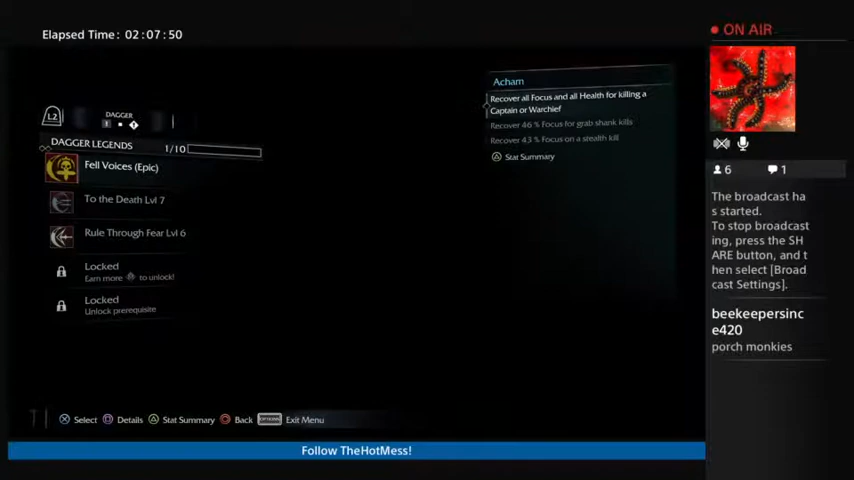 Elapsed Time: 02:07:50
ON AIR
L2
DAGGER
DAGGER LEGENDS 1/10
Fell Voices (Epic)
To the Death Lvl 7
Rule Through Fear Lvl 6
Locked
Earn more to unlock!
Locked
Unlock prerequisite
Acham
Recover all Focus and all Health for killing a
Captain or Warchief
Recover 46 % Focus for grab shank kills
Recover 43 % Focus on a stealth kill
Stat Summary
Select Details Stat Summary Back OPTIONS Exit Menu
Follow TheHotMess!
6 1
The broadcast ha
s started.
To stop broadcast
ing, press the SH
ARE button, and t
hen select [Broad
cast Settings].
beekeepersinc
e420
porch monkies